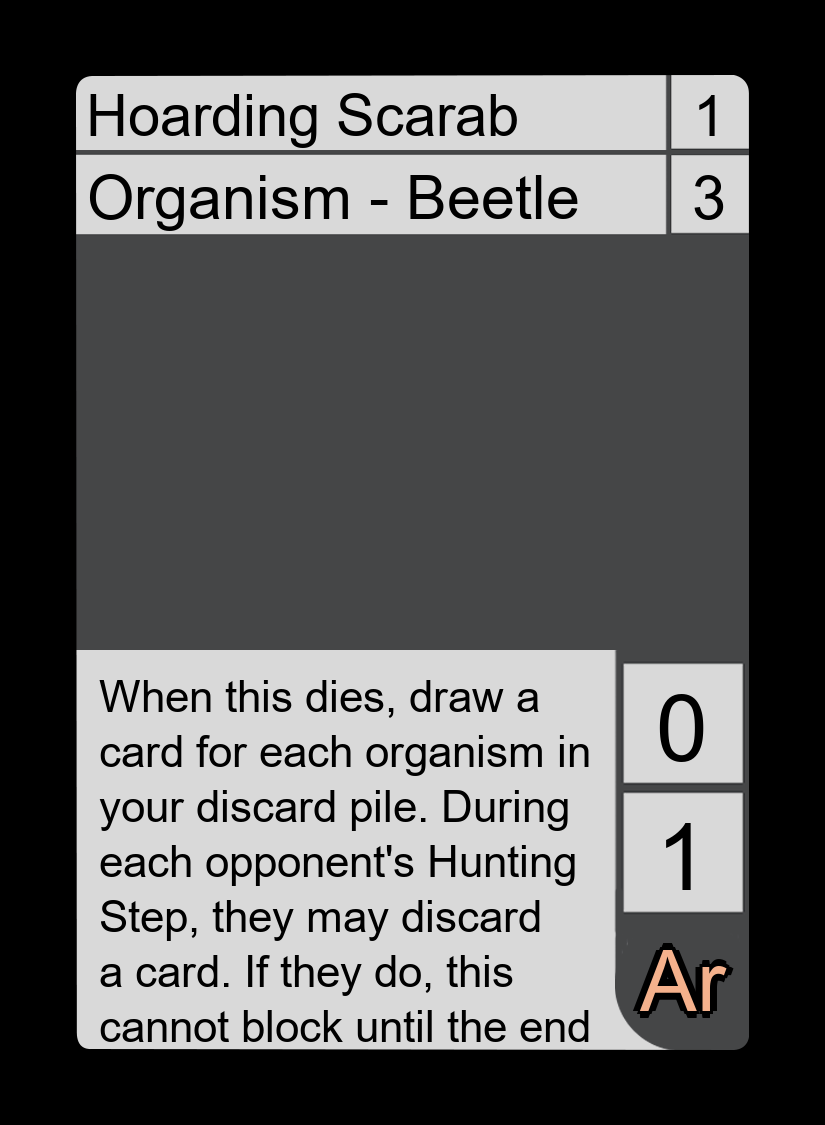 Hoarding Scarab
1
Organism - Beetle
3
When this dies, draw a
card for each organism in
your discard pile. During
each opponent's Hunting
Step, they may discard
a card. If they do, this
cannot block until the end
0
1
Ar